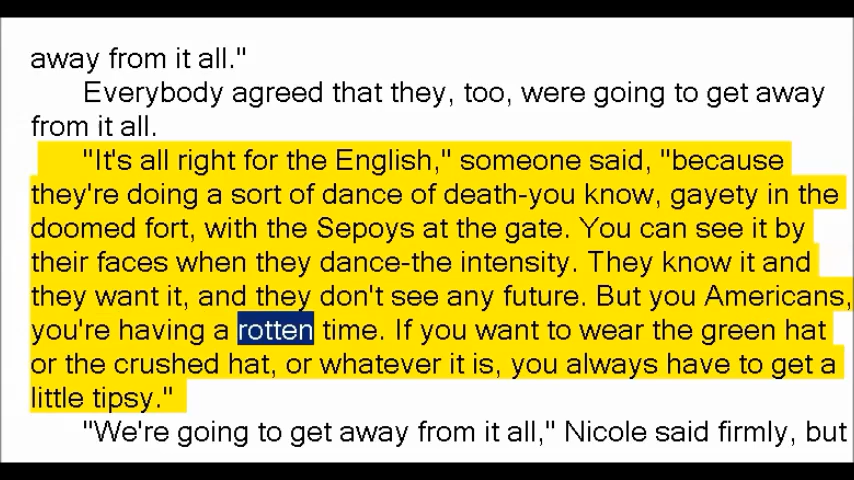 away from it all."
Everybody agreed that they, too, were going to get away
from it all.
"It's all right for the English," someone said, "because
they're doing a sort of dance of death-you know, gayety in the
doomed fort, with the Sepoys at the gate. You can see it by
their faces when they dance-the intensity. They know it and
they want it, and they don't see any future. But you Americans,
you're having a rotten time. If you want to wear the green hat
or the crushed hat, or whatever it is, you always have to get a
little tipsy."
"We're going to get away from it all," Nicole said firmly, but